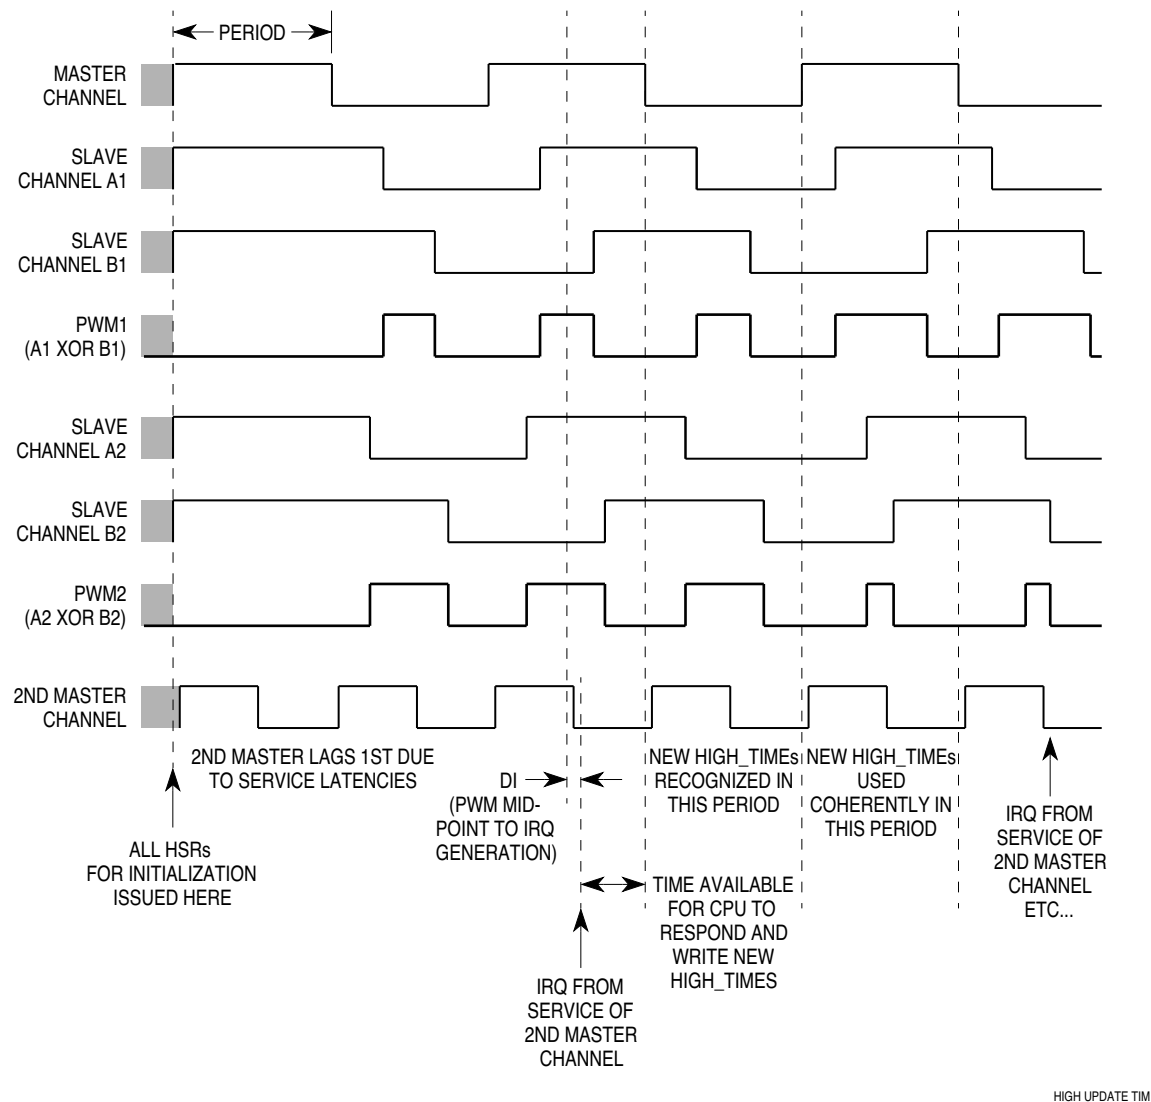 PERIOD
MASTER
CHANNEL
SLAVE
CHANNEL A1
SLAVE
CHANNEL B1
PWM1
(A1 XOR B1)
SLAVE
CHANNEL A2
SLAVE
CHANNEL B2
PWM2
(A2 XOR B2)
2ND MASTER
CHANNEL
2ND MASTER LAGS 1ST DUE
TO SERVICE LATENCIES
ALL HSRs
FOR INITIALIZATION
ISSUED HERE
DI
(PWM MID-
POINT TO IRQ
GENERATION)
NEW HIGH_TIMEs
RECOGNIZED IN
THIS PERIOD
NEW HIGH_TIMEs
USED
COHERENTLY IN
THIS PERIOD
IRQ FROM
SERVICE OF
2ND MASTER
CHANNEL
ETC...
TIME AVAILABLE
FOR CPU TO
RESPOND AND
WRITE NEW
HIGH_TIMES
IRQ FROM
SERVICE OF
2ND MASTER
CHANNEL
HIGH UPDATE TIM